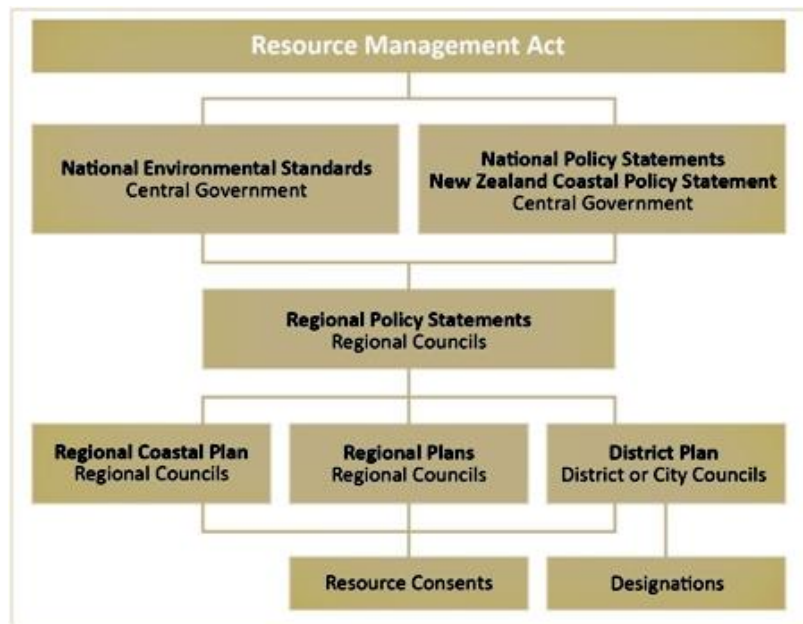 Resource Management Act
National Environmental Standards
Central Government
National Policy Statements
New Zealand Coastal Policy Statement
Central Government
Regional Policy Statements
Regional Councils
Regional Coastal Plan
Regional Councils
Regional Plans
Regional Councils
District Plan
District or City Councils
Resource Consents
Designations